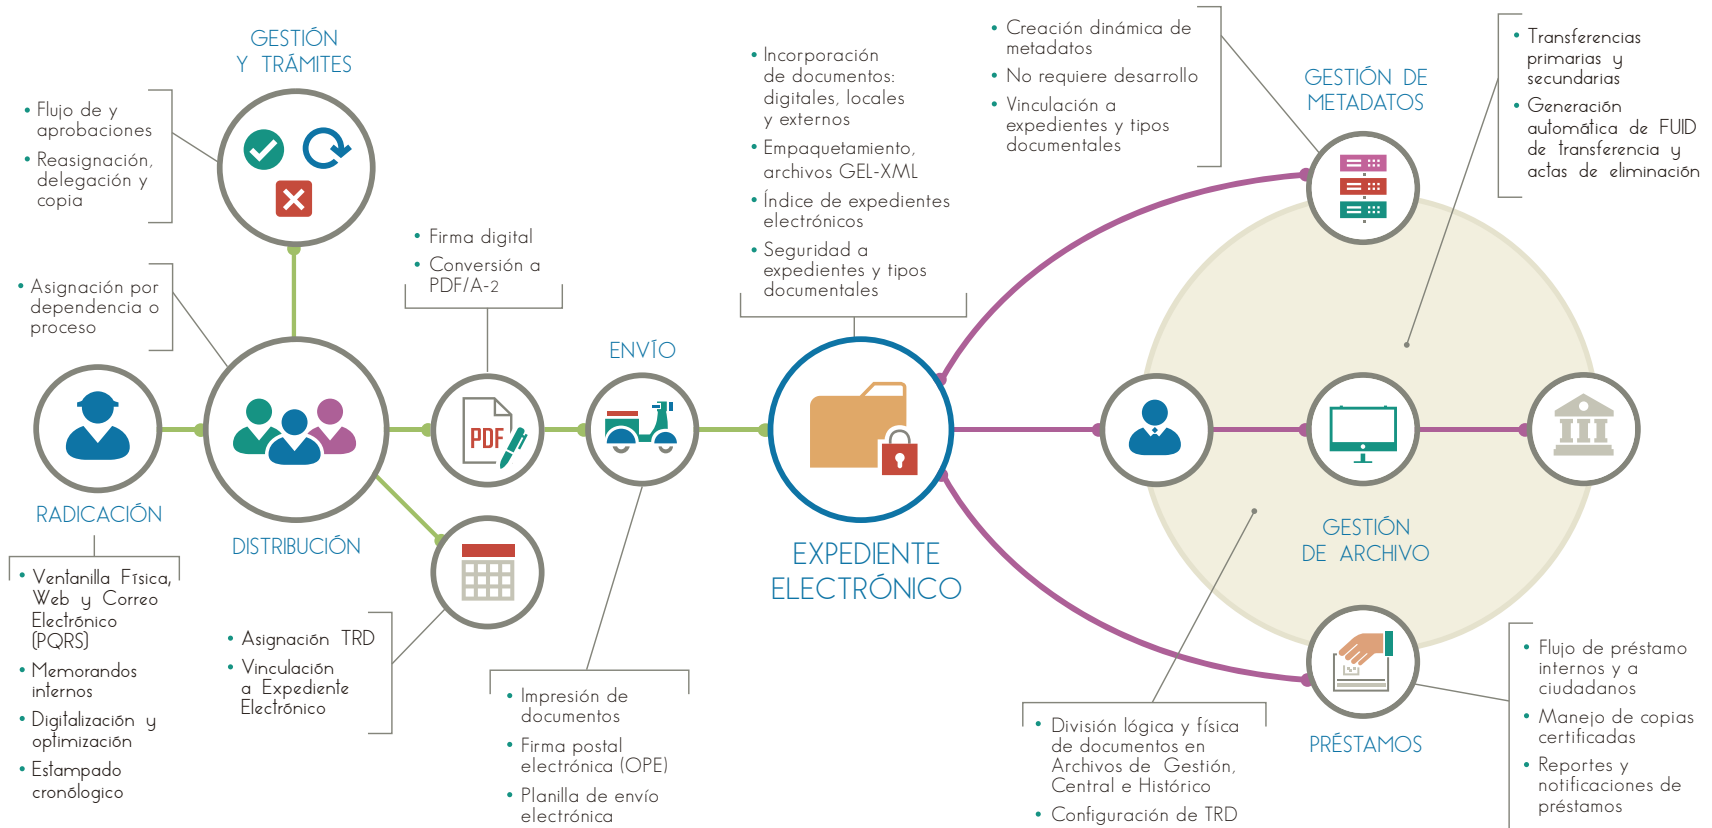 GESTIÓN
Y TRÁMITES
• Flujo de y
aprobaciones
• Reasignación,
delegación y
copia
• Asignación por
dependencia o
proceso
RADICACIÓN
• Ventanilla Física,
Web y Correo
Electrónico
(PQRS)
• Memorandos
internos
• Digitalización y
optimización
• Estampado
cronólogico
DISTRIBUCIÓN
• Firma digital
• Conversión a
PDF/A-2
PDF
• Asignación TRD
• Vinculación
a Expediente
Electrónico
ENVÍO
• Impresión de
documentos
• Firma postal
electrónica (OPE)
• Planilla de envío
electrónica
• Incorporación
de documentos:
digitales, locales
y externos
• Empaquetamiento,
archivos GEL-XML
• Índice de expedientes
electrónicos
• Seguridad a
expedientes y tipos
documentales
EXPEDIENTE
ELECTRÓNICO
• Creación dinámica de
metadatos
• No requiere desarrollo
• Vinculación a
expedientes y tipos
documentales
GESTIÓN DE
METADATOS
• Transferencias
primarias y
secundarias
• Generación
automática de FUID
de transferencia y
actas de eliminación
GESTIÓN
DE ARCHIVO
• División lógica y física
de documentos en
Archivos de Gestión,
Central e Histórico
• Configuración de TRD
PRÉSTAMOS
• Flujo de préstamo
internos y a
ciudadanos
• Manejo de copias
certificadas
• Reportes y
notificaciones de
préstamos